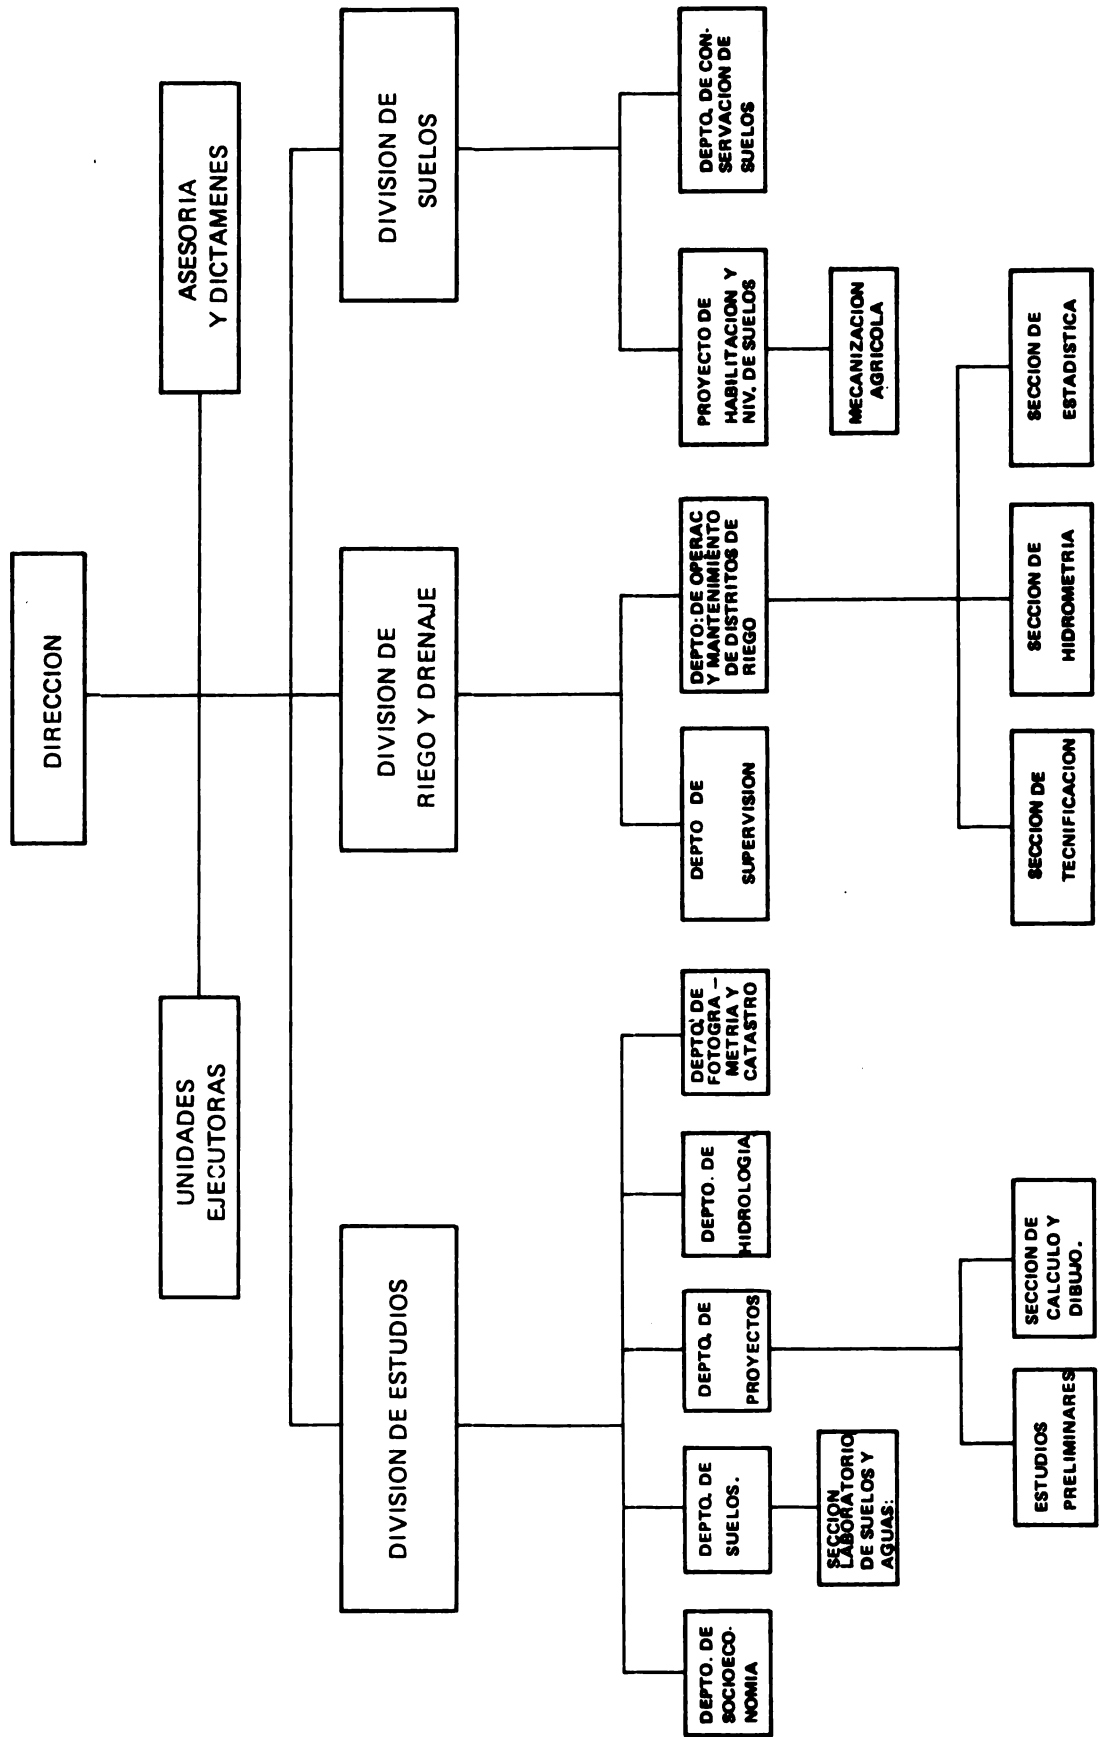 DIRECCION
UNIDADES
EJECUTORAS
ASESORIA
Y DICTAMENES
DIVISION DE ESTUDIOS
DIVISION DE
RIEGO Y DRENAJE
DIVISION DE
SUELOS
DEPTO. DE
SOCIOECO-
NOMIA
DEPTO. DE
SUELOS.
DEPTO. DE
PROYECTOS
DEPTO. DE
HIDROLOGIA
DEPTO. DE
FOTOGRA-
METRIA Y
CATASTRO
DEPTO DE
SUPERVISION
DEPTO: DE OPERAC
Y MANTENIMIENTO
DE DISTRITOS DE
RIEGO
PROYECTO DE
HABILITACION Y
NIV. DE SUELOS
DEPTO. DE CON-
SERVACION DE
SUELOS
SECCION
LABORATORIO
DE SUELOS Y
AGUAS:
MECANIZACION
AGRICOLA
ESTUDIOS
PRELIMINARES
SECCION DE
CALCULO Y
DIBUJO.
SECCION DE
TECNIFICACION
SECCION DE
HIDROMETRIA
SECCION DE
ESTADISTICA